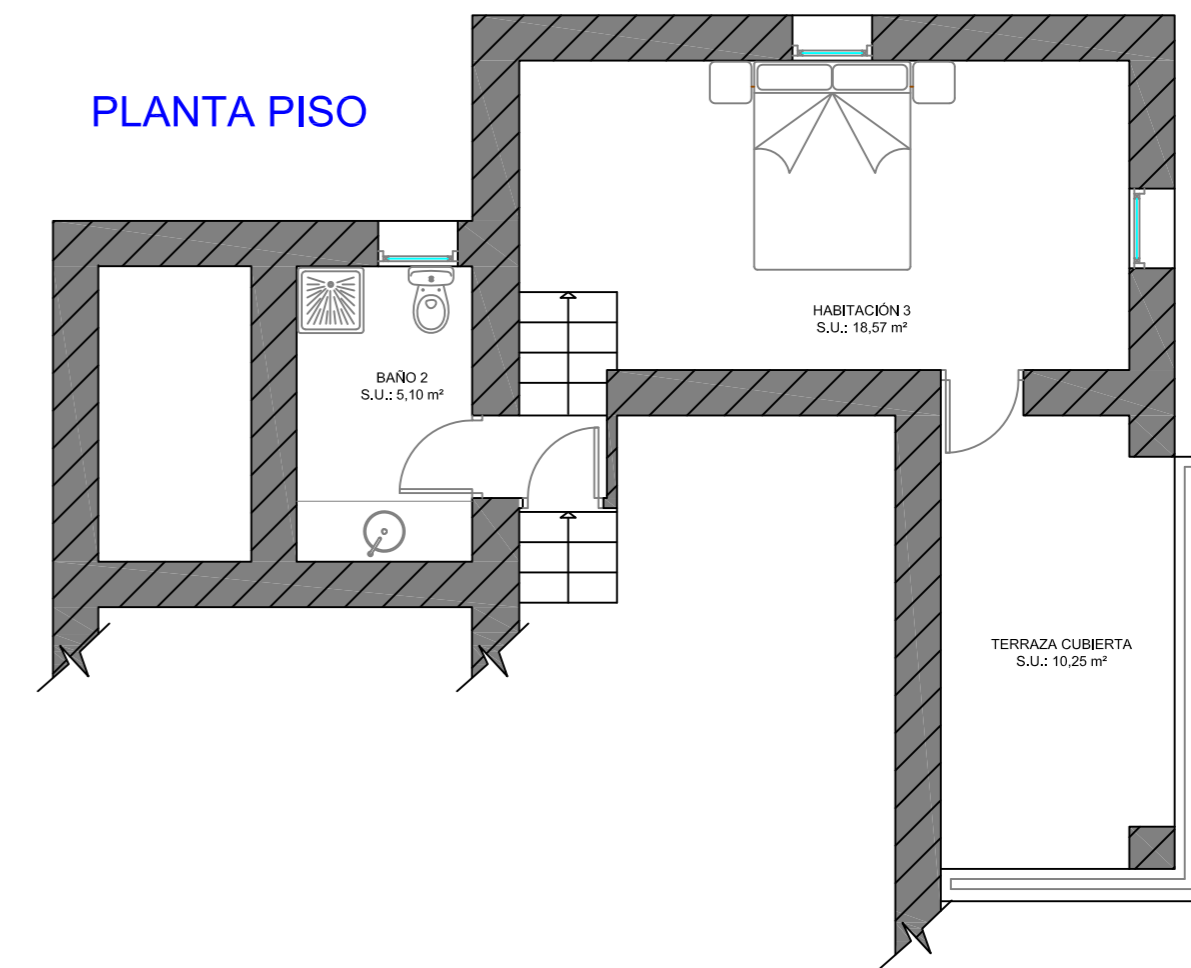 PLANTA PISO
HABITACIÓN 3
S.U.: 18,57 m²
BAÑO 2
S.U.: 5,10 m²
TERRAZA CUBIERTA
S.U.: 10,25 m²